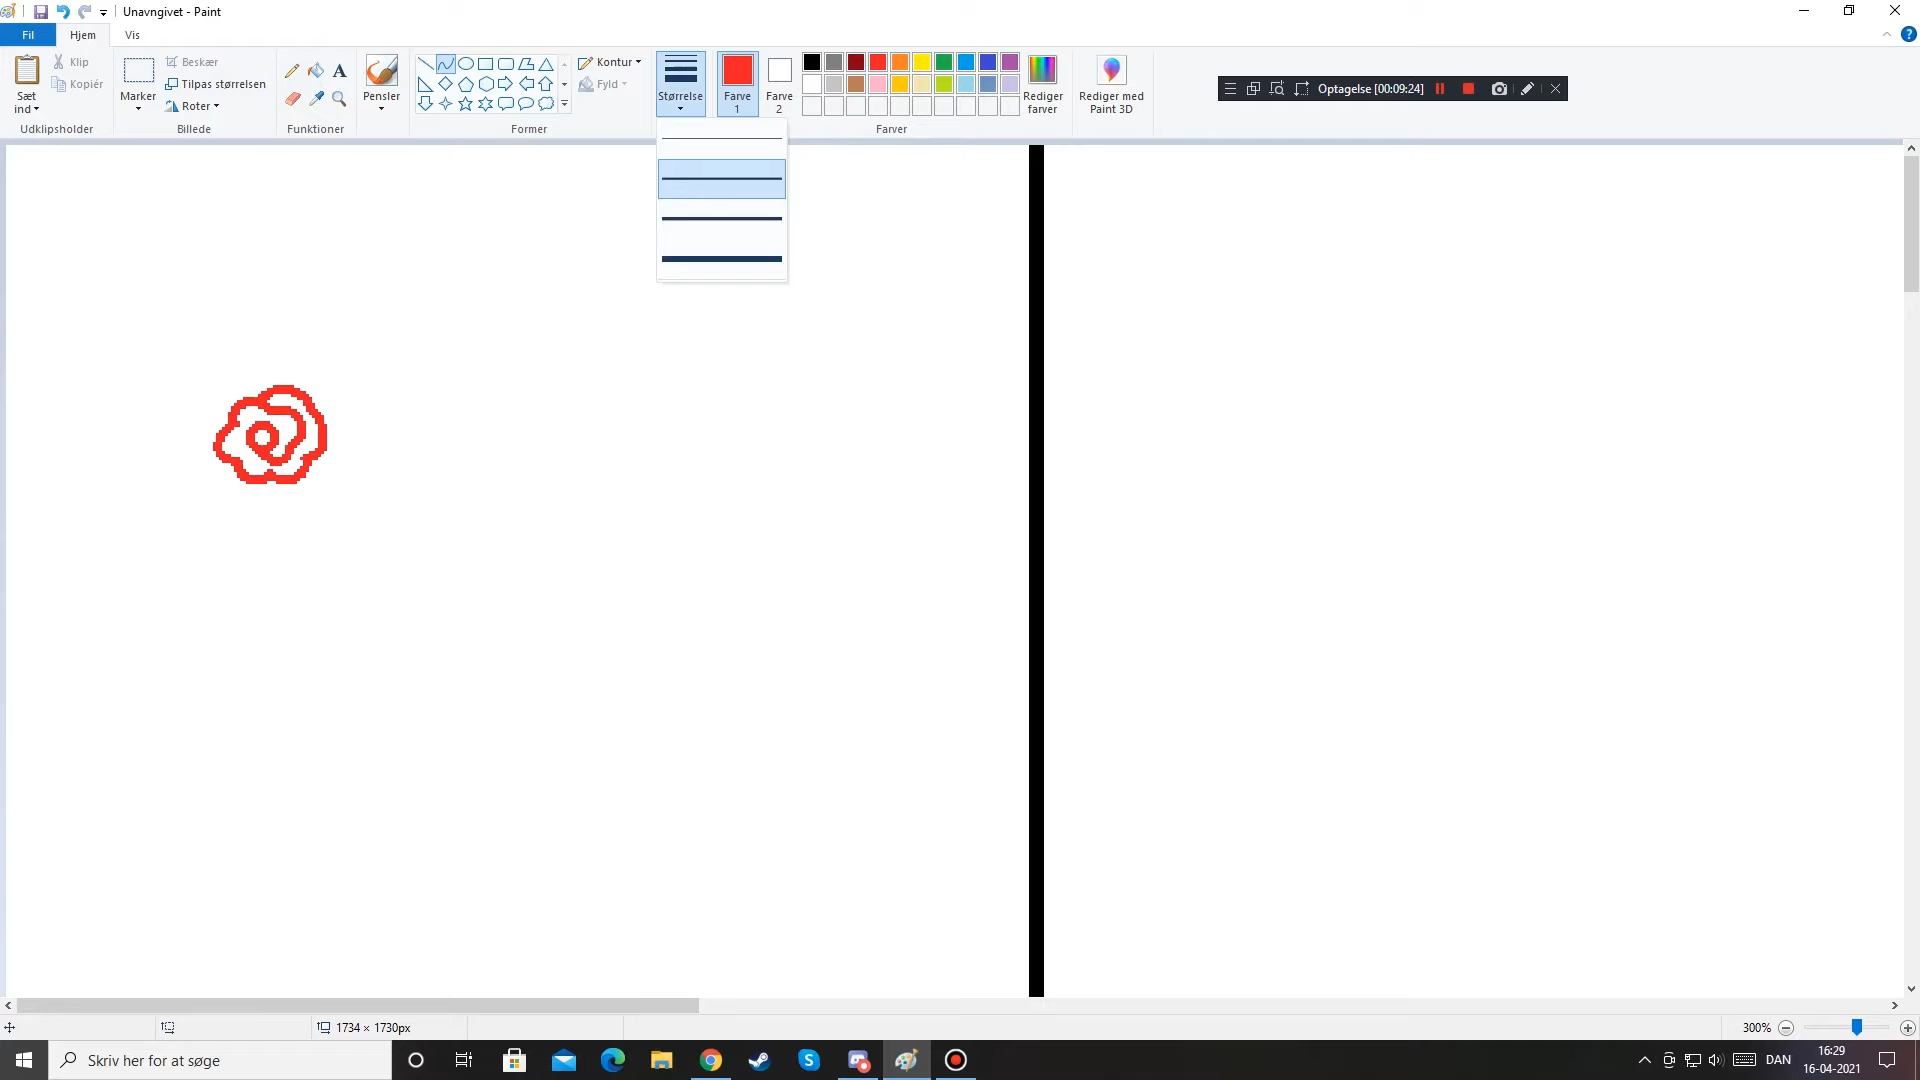 Unavngivet - Paint
Fil Hjem Vis
Sæt ind
Klip
Kopiér
Udklipsholder
Marker
Beskær
Tilpas størrelsen
Roter
Billede
A
Funktioner
Pensler
Kontur
Fyld
Former
Størrelse
Farve 1
Farve 2
Rediger farver
Farver
Rediger med Paint 3D
Optagelse [00:09:24]
1734 × 1730px
300%
Skriv her for at søge
DAN
16:29
16-04-2021